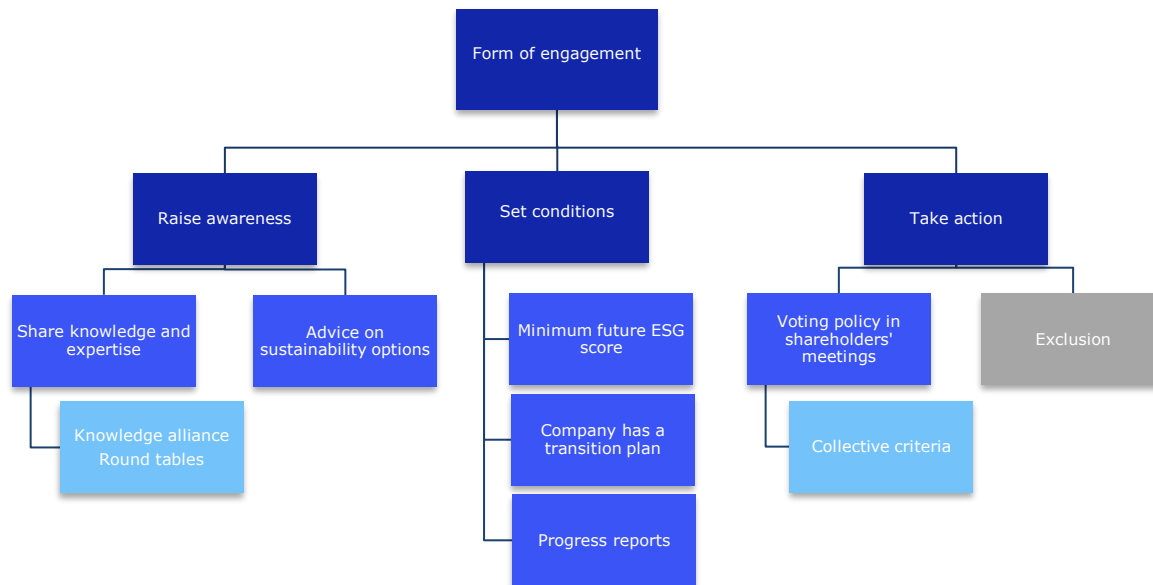 Form of engagement
Raise awareness
Set conditions
Take action
Share knowledge and
expertise
Advice on
sustainability options
Knowledge alliance
Round tables
Minimum future ESG
score
Company has a
transition plan
Progress reports
Voting policy in
shareholders'
meetings
Exclusion
Collective criteria